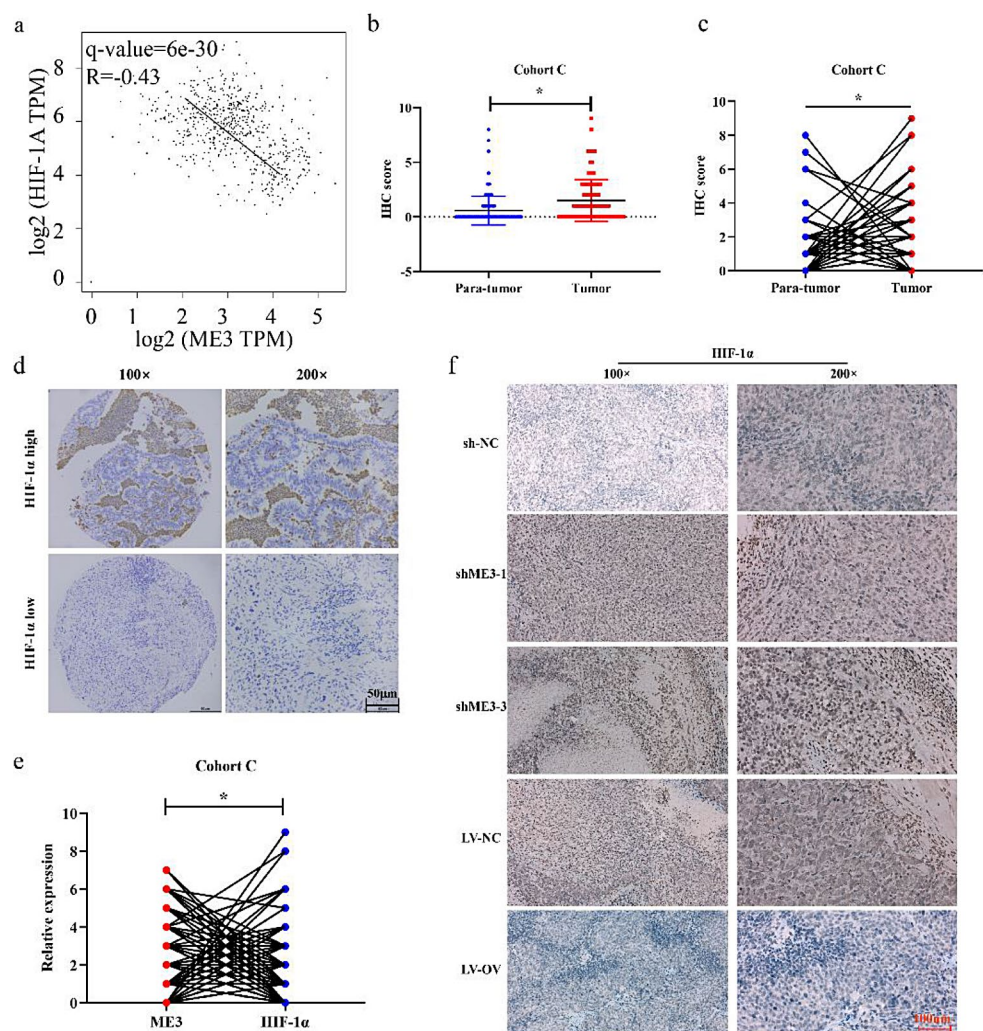 a
q-value=6e-30
R=-0.43
log2 (HIF-1A TPM)
8
6
4
2
0
0 1 2 3 4 5
log2 (ME3 TPM)
b
Cohort C
*
IHC score
10
5
0
-5
Para-tumor Tumor
c
Cohort C
*
IHC score
10
8
6
4
2
0
Para-tumor Tumor
d
100× 200×
HIF-1α high
HIF-1α low
50μm
e
Cohort C
*
Relative expression
10
8
6
4
2
0
ME3 HIF-1α
f
HIF-1α
100× 200×
sh-NC
shME3-1
shME3-3
LV-NC
LV-OV
100μm